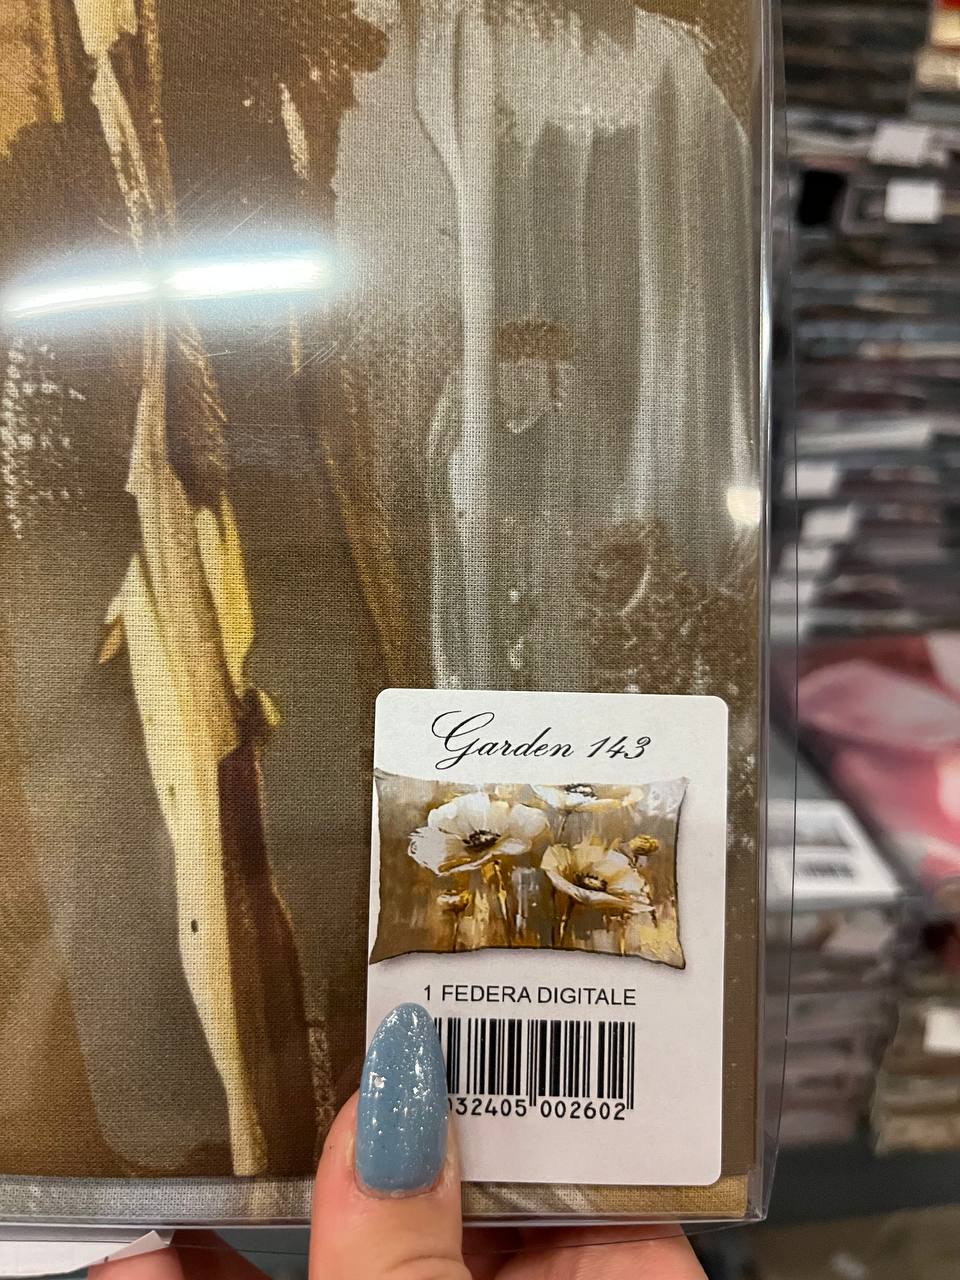 Garden 143
1 FEDERA DIGITALE
032405 002602